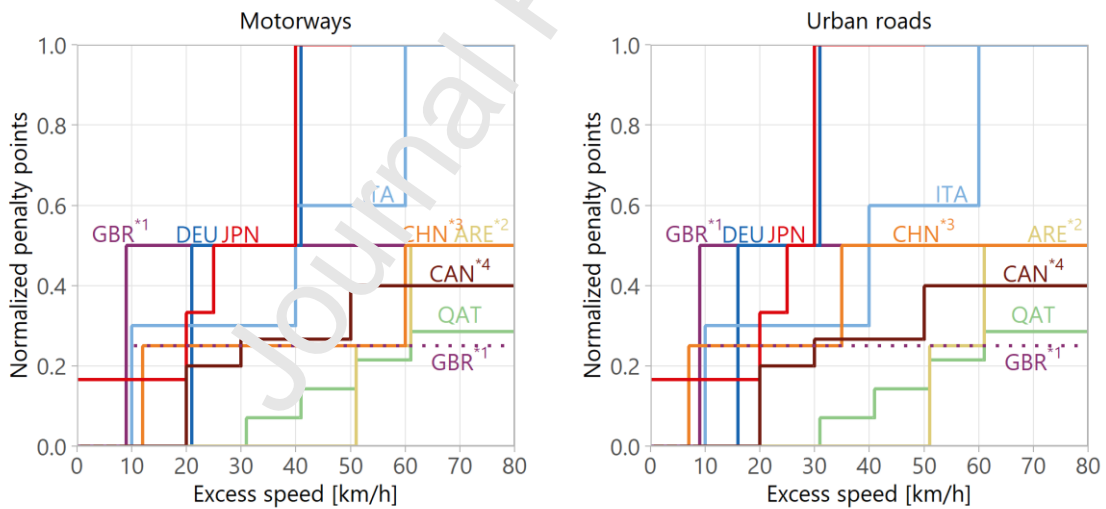 Motorways
Normalized penalty points
1.0
0.8
0.6
0.4
0.2
0.0
GBR*1
DEU
JPN
ITA
CHN*3
ARE*2
CAN*4
QAT
GBR*1
0 10 20 30 40 50 60 70 80
Excess speed [km/h]
Urban roads
Normalized penalty points
1.0
0.8
0.6
0.4
0.2
0.0
GBR*1
DEU
JPN
ITA
CHN*3
ARE*2
CAN*4
QAT
GBR*1
0 10 20 30 40 50 60 70 80
Excess speed [km/h]
Journal P